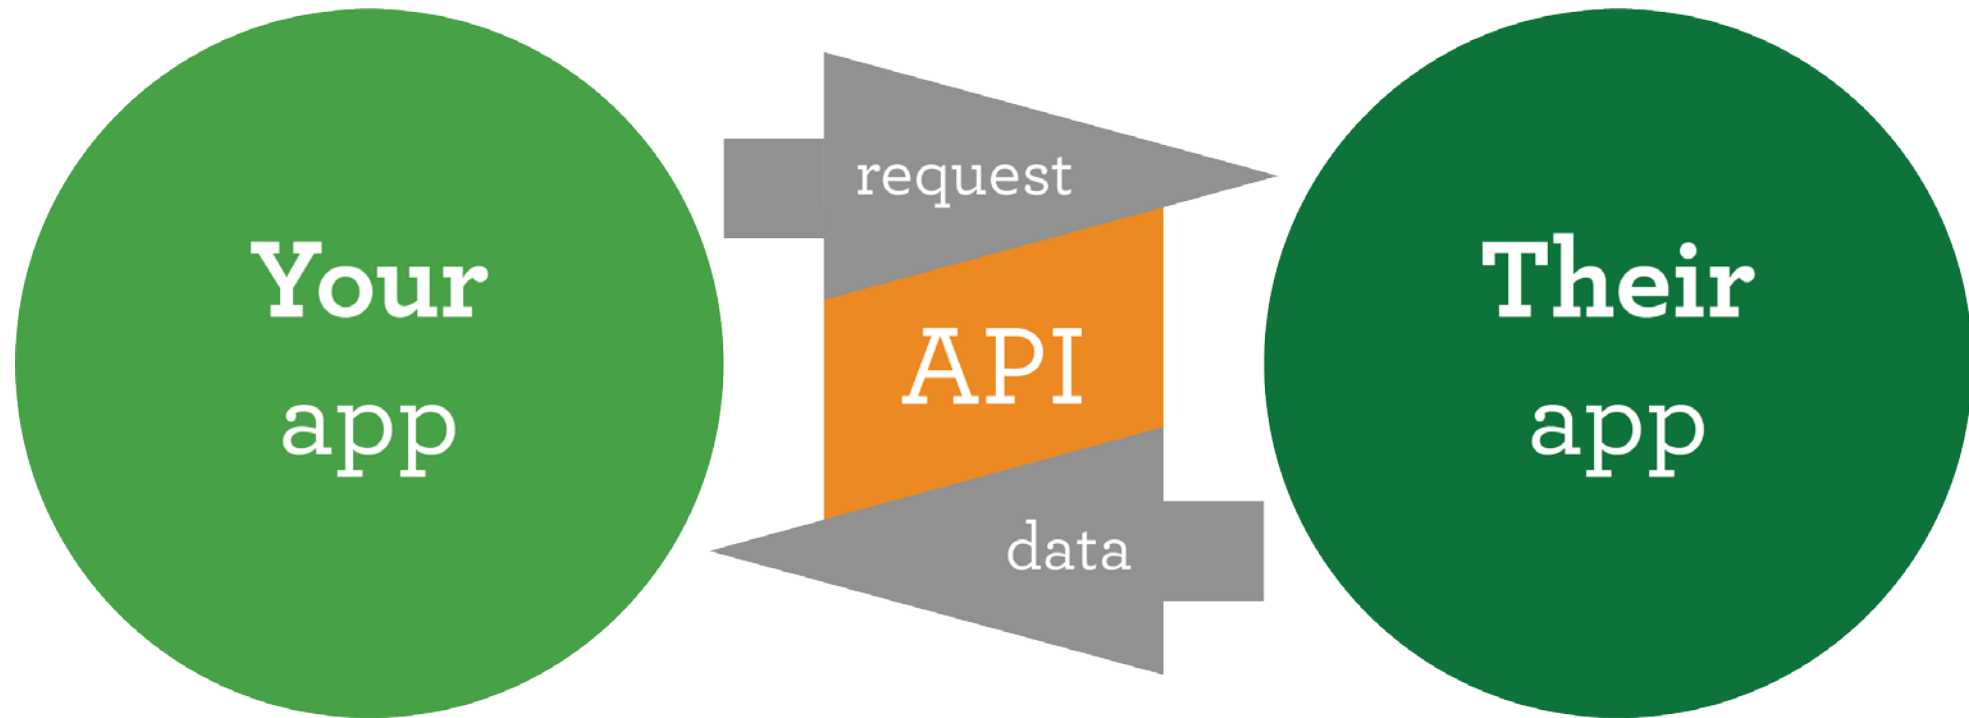 Your
app
request
API
data
Their
app